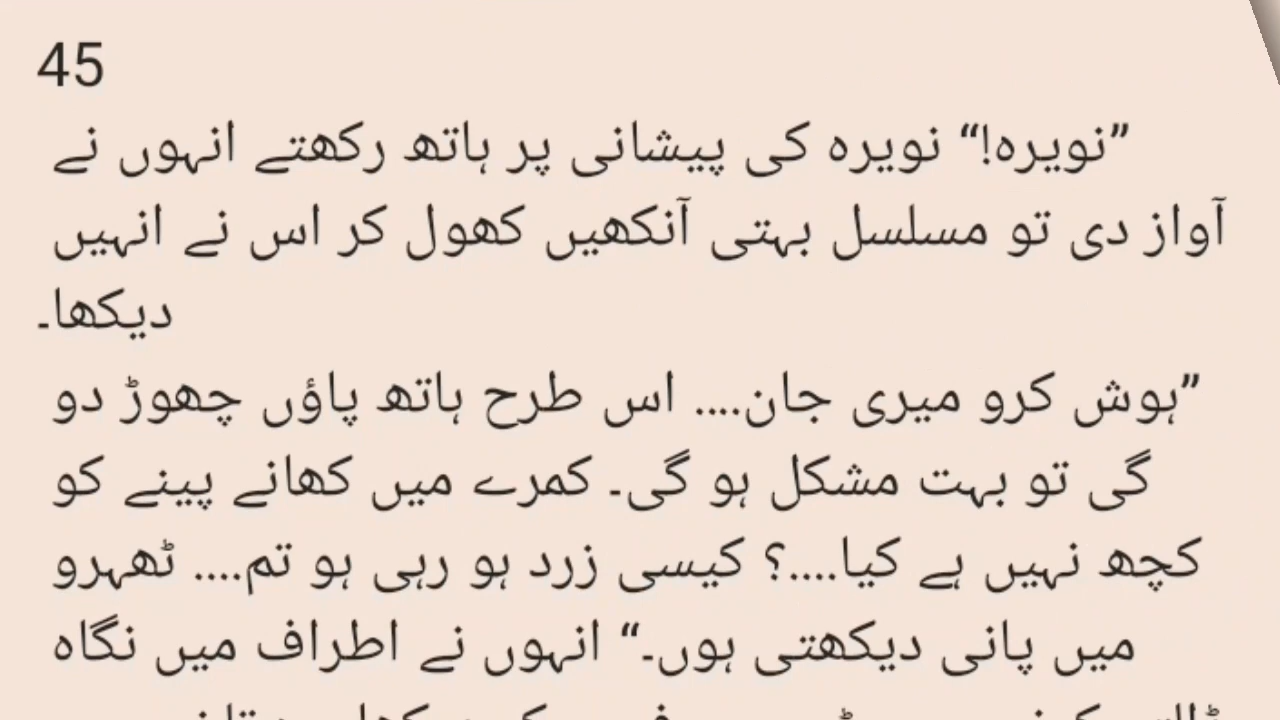 45
”نویرہ!“ نویرہ کی پیشانی پر ہاتھ رکھتے انہوں نے
آواز دی تو مسلسل بہتی آنکھیں کھول کر اس نے انہیں
دیکھا۔
”ہوش کرو میری جان.... اس طرح ہاتھ پاؤں چھوڑ دو
گی تو بہت مشکل ہو گی۔ کمرے میں کھانے پینے کو
کچھ نہیں ہے کیا....؟ کیسی زرد ہو رہی ہو تم.... ٹھہرو
میں پانی دیکھتی ہوں۔“ انہوں نے اطراف میں نگاہ